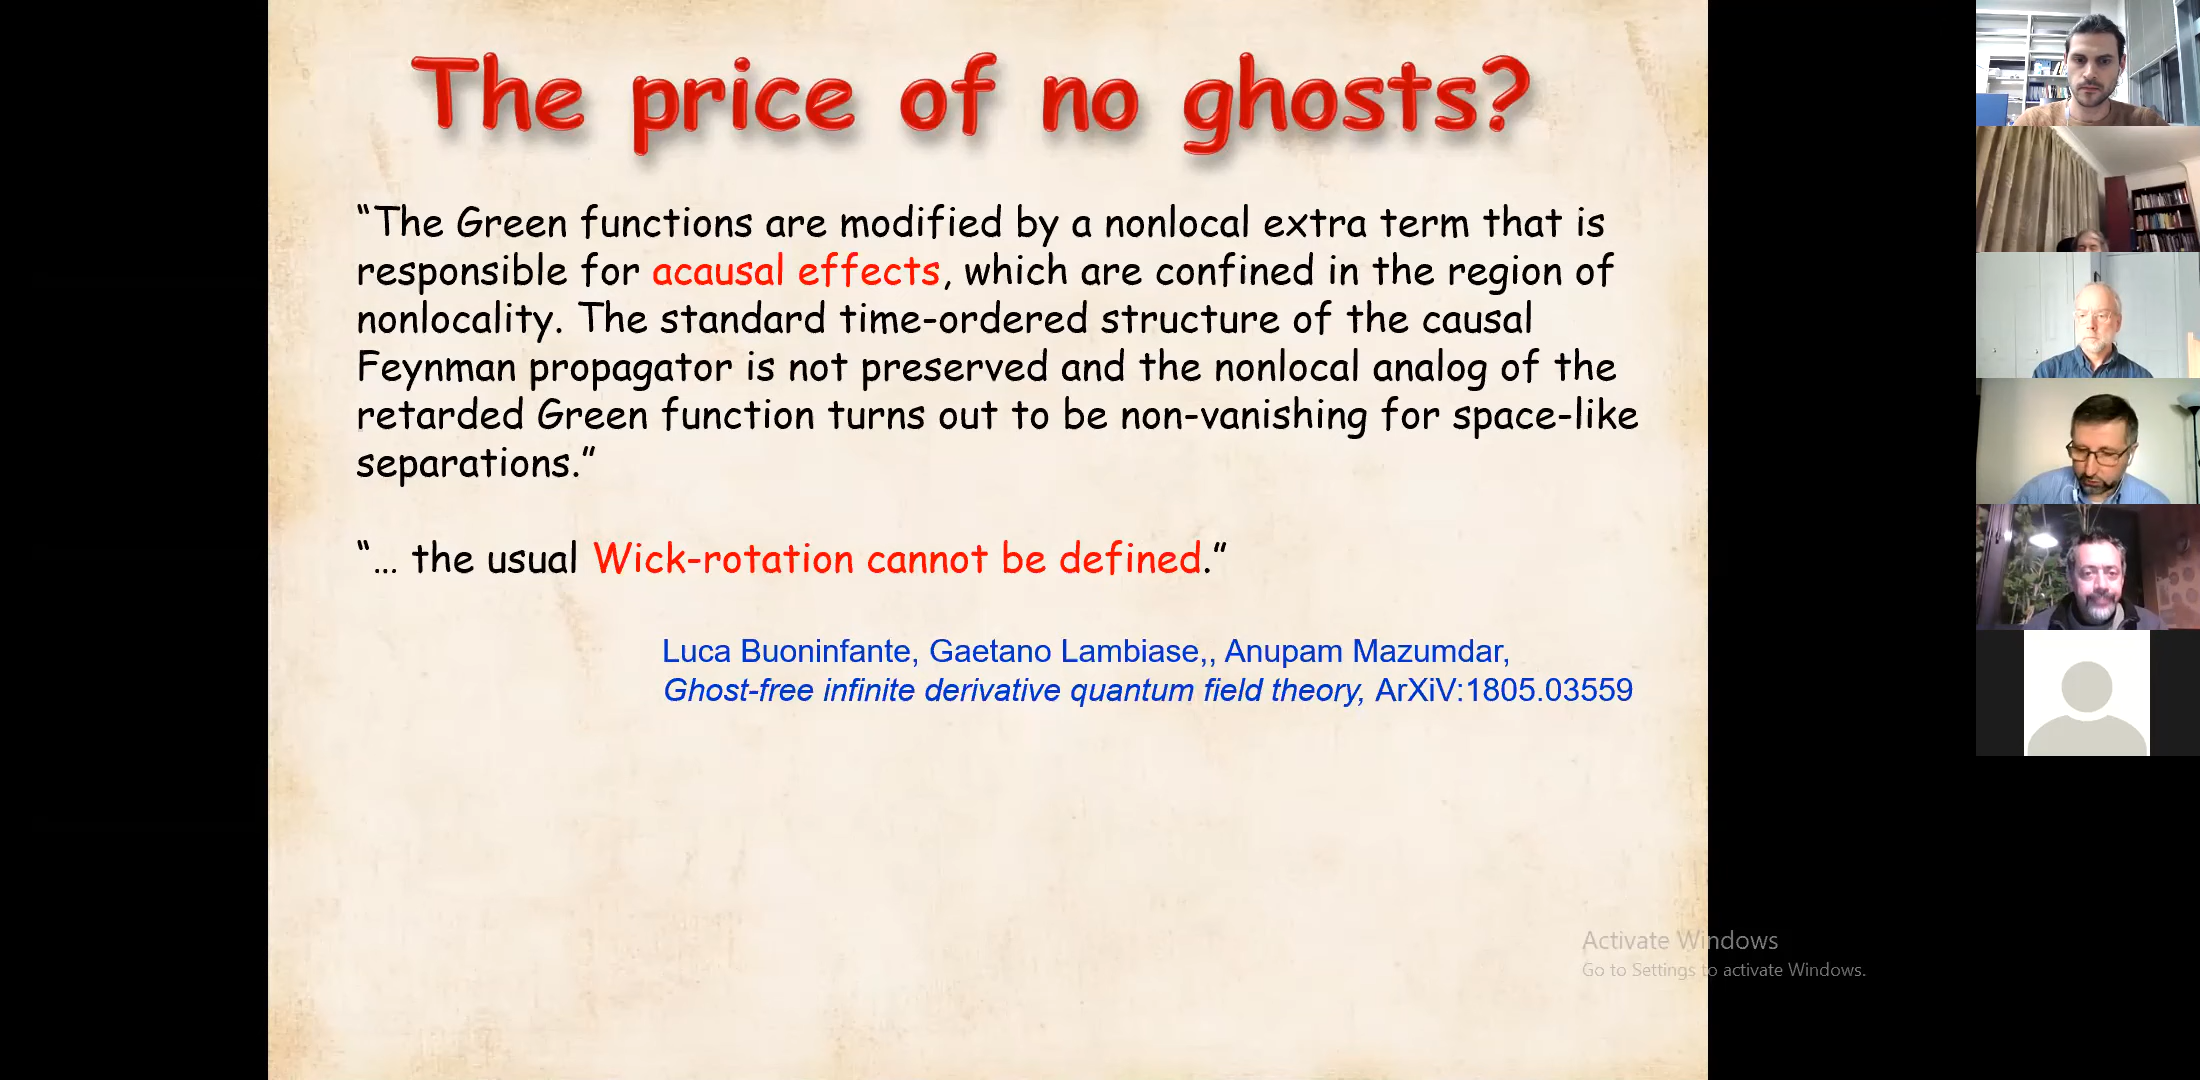 The price of no ghosts?
“The Green functions are modified by a nonlocal extra term that is
responsible for acausal effects, which are confined in the region of
nonlocality. The standard time-ordered structure of the causal
Feynman propagator is not preserved and the nonlocal analog of the
retarded Green function turns out to be non-vanishing for space-like
separations.”
“… the usual Wick-rotation cannot be defined.”
Luca Buoninfante, Gaetano Lambiase,, Anupam Mazumdar,
Ghost-free infinite derivative quantum field theory, ArXiV:1805.03559
Activate Windows
Go to Settings to activate Windows.